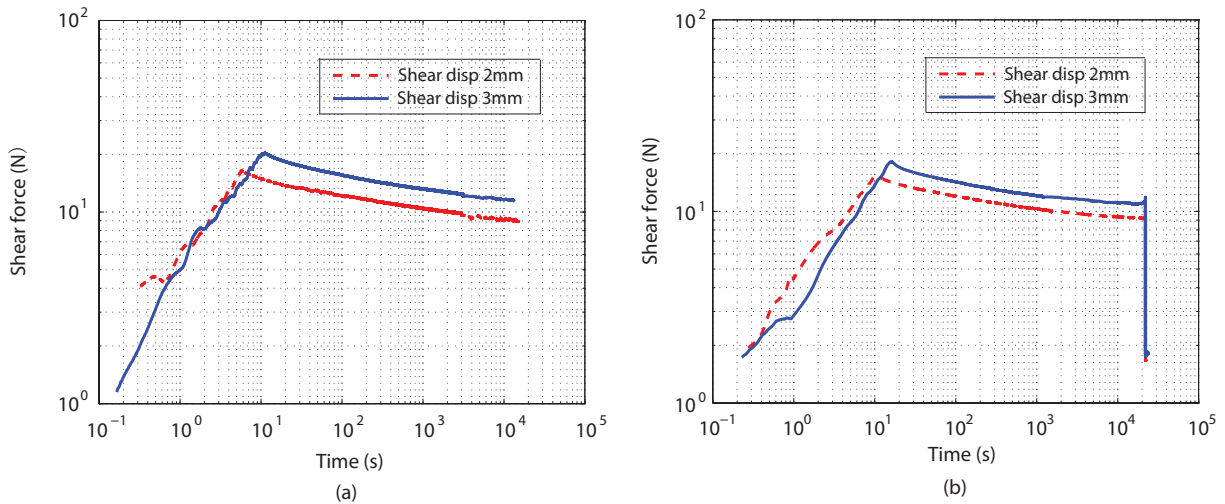 10²
10²
Shear disp 2mm
Shear disp 3mm
Shear disp 2mm
Shear disp 3mm
Shear force (N)
Shear force (N)
10¹
10¹
10⁰
10⁰
10⁻¹ 10⁰ 10¹ 10² 10³ 10⁴ 10⁵
10⁻¹ 10⁰ 10¹ 10² 10³ 10⁴ 10⁵
Time (s)
Time (s)
(a)
(b)